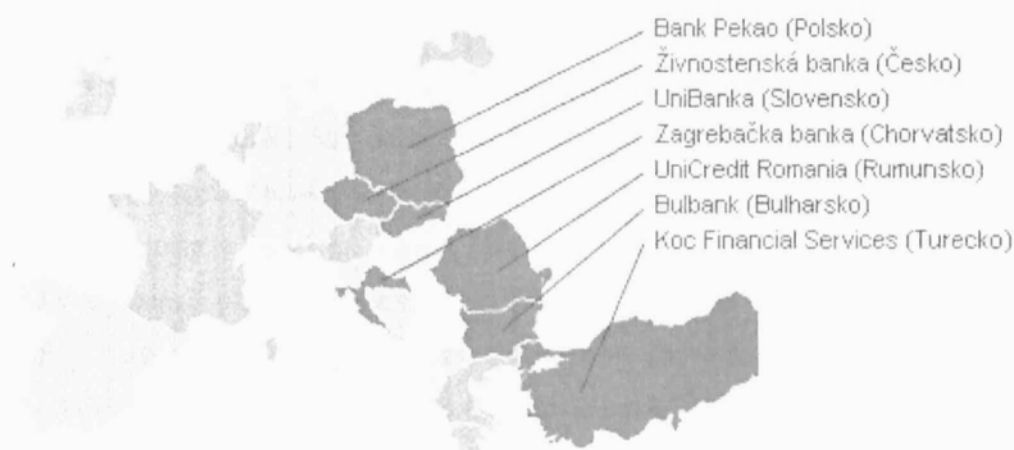 Bank Pekao (Polsko)
Živnostenská banka (Česko)
UniBanka (Slovensko)
Zagrebačka banka (Chorvatsko)
UniCredit Romania (Rumunsko)
Bulbank (Bulharsko)
Koc Financial Services (Turecko)